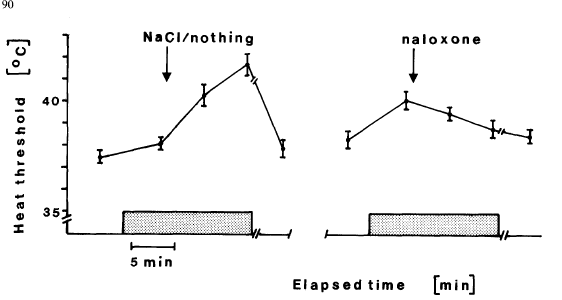 90
NaCl/nothing
naloxone
Heat threshold [°C]
40
35
5 min
Elapsed time [min]